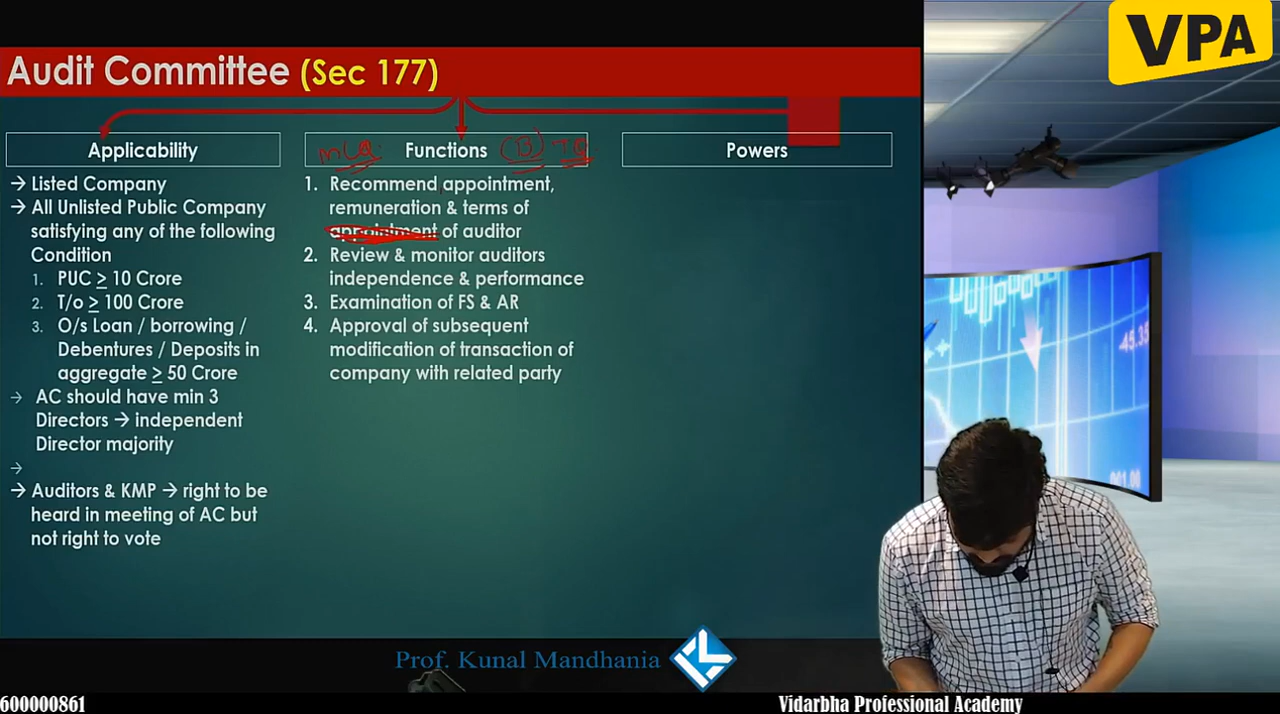 VPA
Audit Committee (Sec 177)
Applicability
→ Listed Company
→ All Unlisted Public Company
satisfying any of the following
Condition
1. PUC ≥ 10 Crore
2. T/o ≥ 100 Crore
3. O/s Loan / borrowing /
Debentures / Deposits in
aggregate ≥ 50 Crore
→ AC should have min 3
Directors → independent
Director majority
→
→ Auditors & KMP → right to be
heard in meeting of AC but
not right to vote
MCQ Functions
1. Recommend appointment,
remuneration & terms of
appointment of auditor
2. Review & monitor auditors
independence & performance
3. Examination of FS & AR
4. Approval of subsequent
modification of transaction of
company with related party
Powers
-45.35
Prof. Kunal Mandhania
600000861
Vidarbha Professional Academy